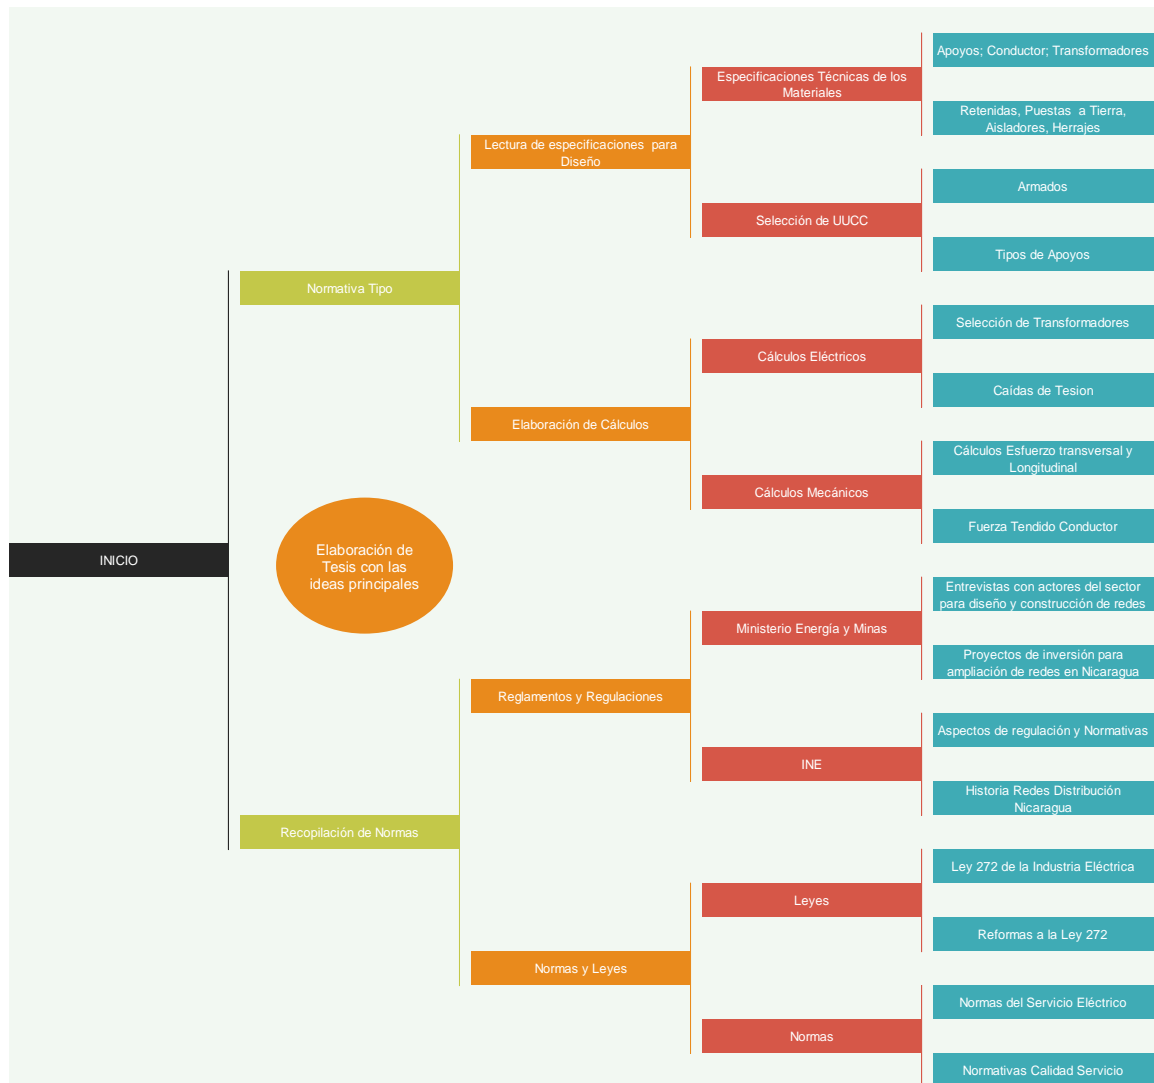 Apoyos; Conductor; Transformadores
Especificaciones Técnicas de los
Materiales
Retenidas, Puestas a Tierra,
Aisladores, Herrajes
Lectura de especificaciones para
Diseño
Armados
Selección de UUCC
Tipos de Apoyos
Normativa Tipo
Selección de Transformadores
Cálculos Eléctricos
Caídas de Tesion
Elaboración de Cálculos
Cálculos Esfuerzo transversal y
Longitudinal
Cálculos Mecánicos
Fuerza Tendido Conductor
INICIO
Elaboración de
Tesis con las
ideas principales
Entrevistas con actores del sector
para diseño y construcción de redes
Ministerio Energía y Minas
Proyectos de inversión para
ampliación de redes en Nicaragua
Reglamentos y Regulaciones
Aspectos de regulación y Normativas
INE
Historia Redes Distribución
Nicaragua
Recopilación de Normas
Ley 272 de la Industria Eléctrica
Leyes
Reformas a la Ley 272
Normas y Leyes
Normas del Servicio Eléctrico
Normas
Normativas Calidad Servicio